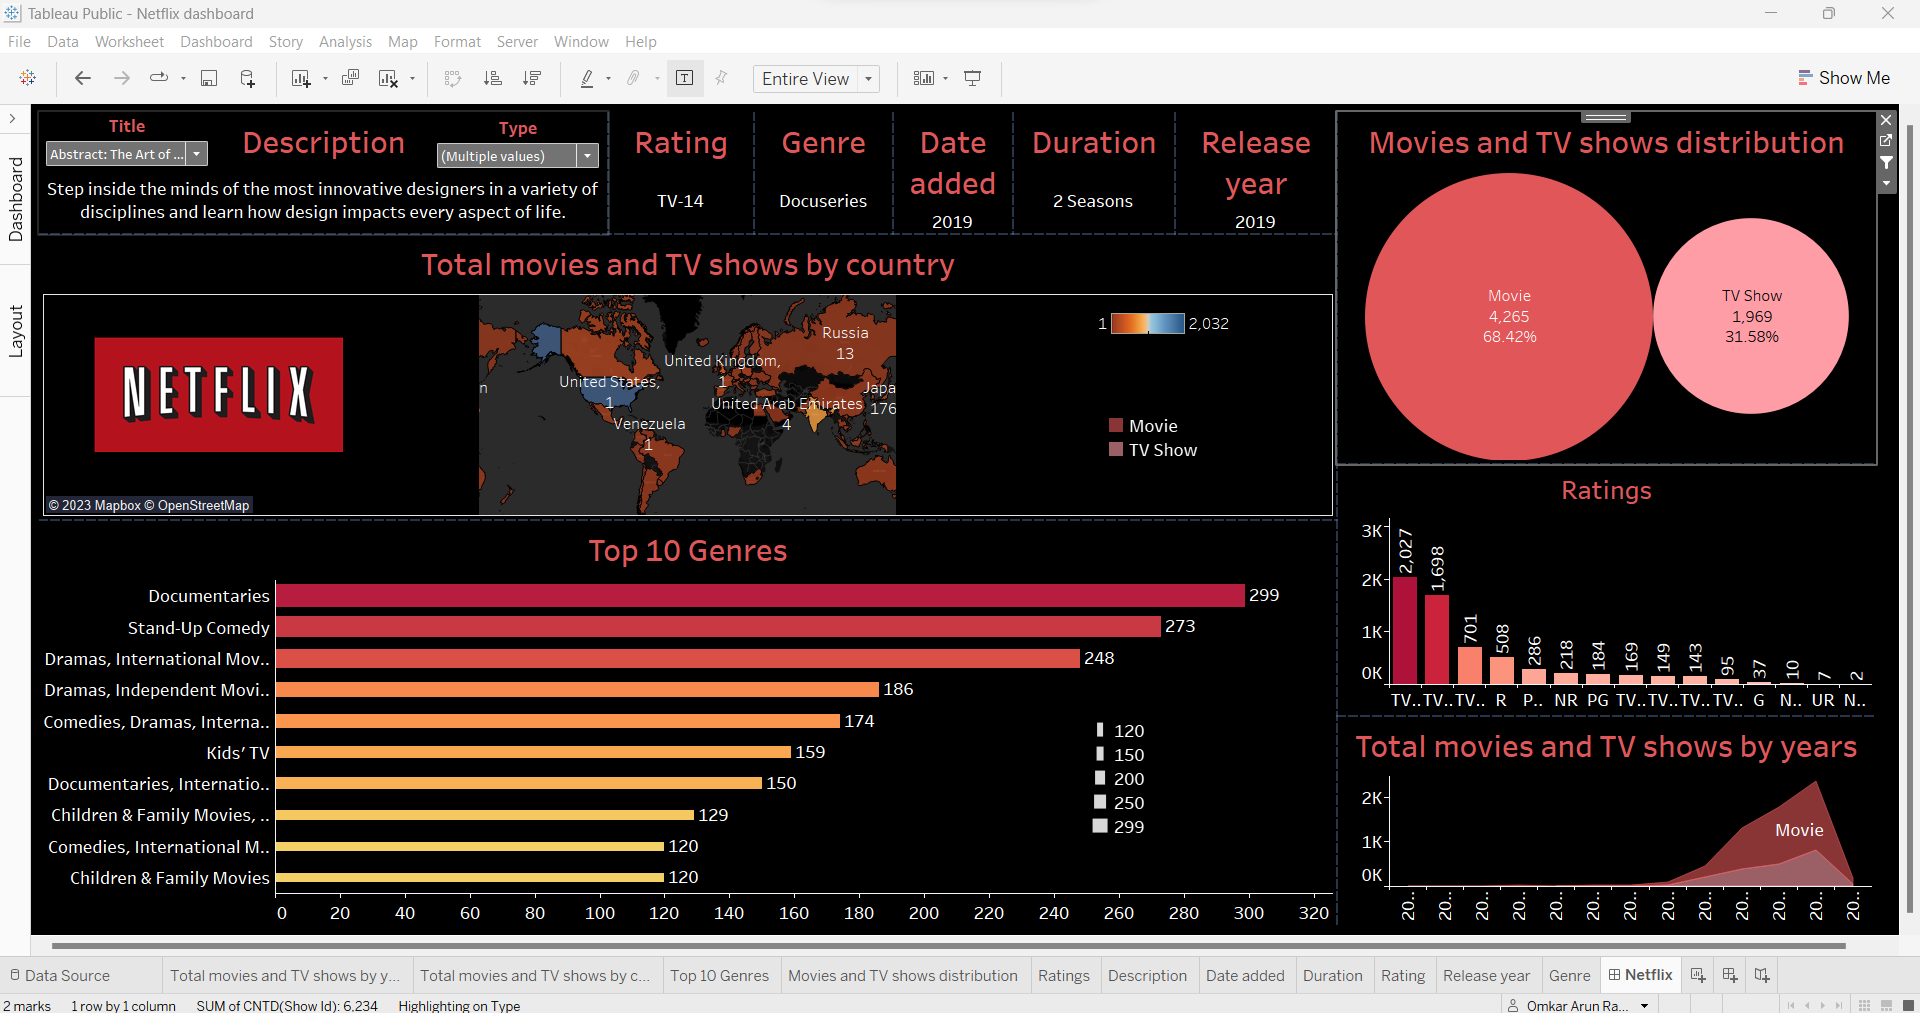 Tableau Public - Netflix dashboard
File Data Worksheet Dashboard Story Analysis Map Format Server Window Help
Entire View
Show Me
Dashboard
Layout
Title
Abstract: The Art of ...
Description
Type
(Multiple values)
Step inside the minds of the most innovative designers in a variety of
disciplines and learn how design impacts every aspect of life.
Rating
TV-14
Genre
Docuseries
Date
added
2019
Duration
2 Seasons
Release
year
2019
Movies and TV shows distribution
Movie
4,265
68.42%
TV Show
1,969
31.58%
Total movies and TV shows by country
NETFLIX
© 2023 Mapbox © OpenStreetMap
Russia
13
United Kingdom,
1
United States,
1
n
Japa
176
United Arab Emirates
4
Venezuela
1
1 2,032
Movie
TV Show
Ratings
3K
2K
1K
0K
2,027 1,698 701 508 286 218 184 169 149 143 95 37 10 7 2
TV.. TV.. TV.. R P.. NR PG TV.. TV.. TV.. TV.. G N.. UR N..
Top 10 Genres
Documentaries 299
Stand-Up Comedy 273
Dramas, International Mov.. 248
Dramas, Independent Movi.. 186
Comedies, Dramas, Interna.. 174
Kids’ TV 159
Documentaries, Internatio.. 150
Children & Family Movies, .. 129
Comedies, International M.. 120
Children & Family Movies 120
0 20 40 60 80 100 120 140 160 180 200 220 240 260 280 300 320
120
150
200
250
299
Total movies and TV shows by years
2K
1K
0K
Movie
20.. 20.. 20.. 20.. 20.. 20.. 20.. 20.. 20.. 20.. 20.. 20.. 20..
Data Source Total movies and TV shows by y... Total movies and TV shows by c... Top 10 Genres Movies and TV shows distribution Ratings Description Date added Duration Rating Release year Genre Netflix
2 marks 1 row by 1 column SUM of CNTD(Show Id): 6,234 Highlighting on Type Omkar Arun Ra...